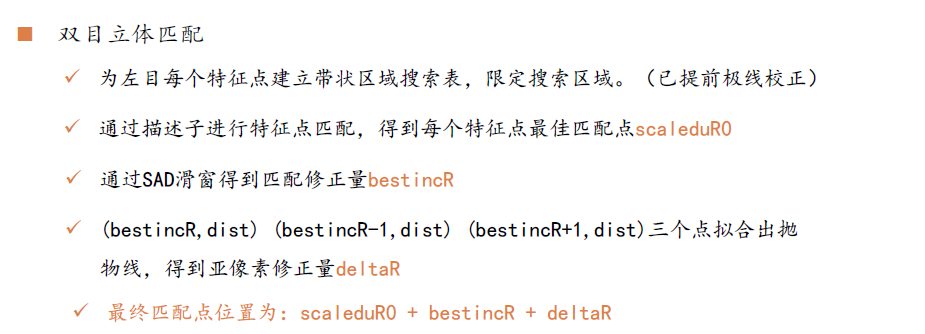 双目立体匹配
为左目每个特征点建立带状区域搜索表，限定搜索区域。（已提前极线校正）
通过描述子进行特征点匹配，得到每个特征点最佳匹配点scaleduR0
通过SAD滑窗得到匹配修正量bestincR
(bestincR,dist) (bestincR-1,dist) (bestincR+1,dist)三个点拟合出抛
物线，得到亚像素修正量deltaR
最终匹配点位置为：scaleduR0 + bestincR + deltaR